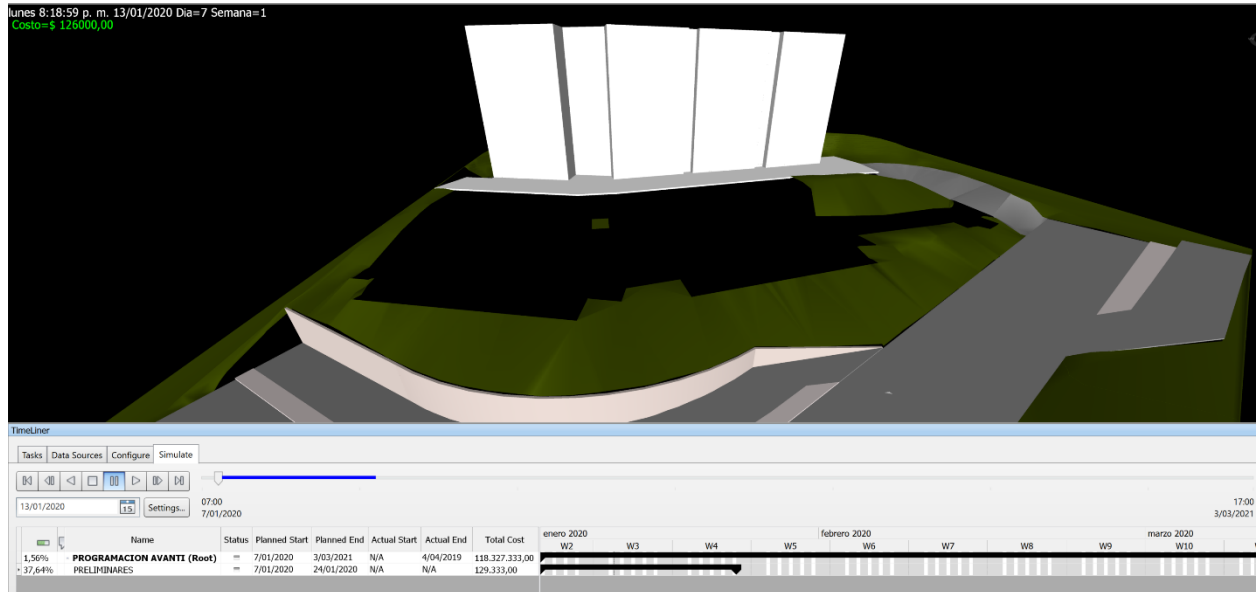 lunes 8:18:59 p. m. 13/01/2020 Dia=7 Semana=1
Costo=$ 126000,00
TimeLiner
Tasks Data Sources Configure Simulate
13/01/2020 15 Settings... 07:00 17:00
7/01/2020 3/03/2021
Name Status Planned Start Planned End Actual Start Actual End Total Cost enero 2020 febrero 2020 marzo 2020
W2 W3 W4 W5 W6 W7 W8 W9 W10
1,56% PROGRAMACION AVANTI (Root) 7/01/2020 3/03/2021 N/A 4/04/2019 118.327.333,00
37,64% PRELIMINARES 7/01/2020 24/01/2020 N/A N/A 129.333,00